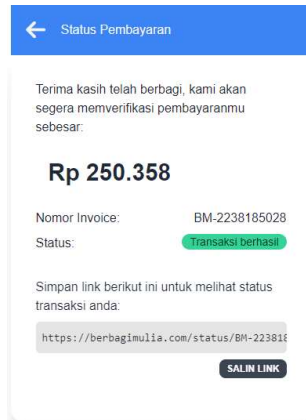 Status Pembayaran
Terima kasih telah berbagi, kami akan
segera memverifikasi pembayaranmu
sebesar:
Rp 250.358
Nomor Invoice: BM-2238185028
Status: Transaksi berhasil
Simpan link berikut ini untuk melihat status
transaksi anda:
https://berbagimulia.com/status/BM-223818
SALIN LINK